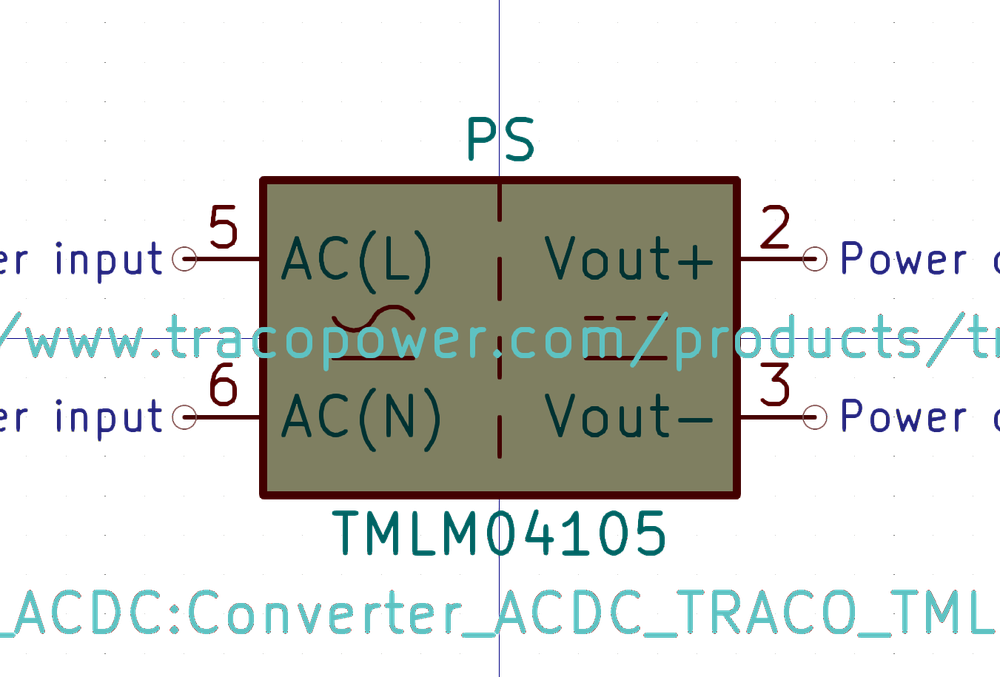 PS
5 2
er input AC(L) Vout+ Power
/www.tracopower.com/products/t
6 3
er input AC(N) Vout− Power
TMLM04105
_ACDC:Converter_ACDC_TRACO_TML